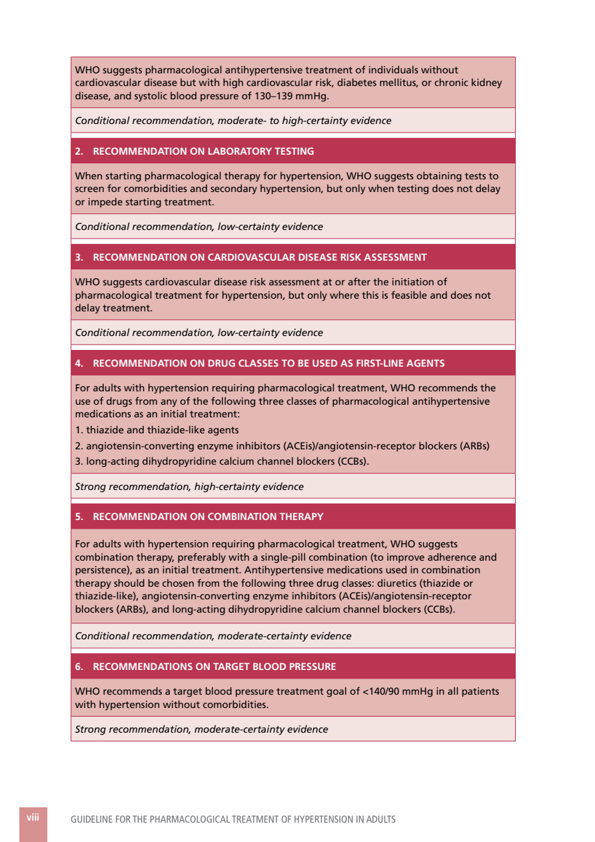 WHO suggests pharmacological antihypertensive treatment of individuals without
cardiovascular disease but with high cardiovascular risk, diabetes mellitus, or chronic kidney
disease, and systolic blood pressure of 130–139 mmHg.
Conditional recommendation, moderate- to high-certainty evidence
2. RECOMMENDATION ON LABORATORY TESTING
When starting pharmacological therapy for hypertension, WHO suggests obtaining tests to
screen for comorbidities and secondary hypertension, but only when testing does not delay
or impede starting treatment.
Conditional recommendation, low-certainty evidence
3. RECOMMENDATION ON CARDIOVASCULAR DISEASE RISK ASSESSMENT
WHO suggests cardiovascular disease risk assessment at or after the initiation of
pharmacological treatment for hypertension, but only where this is feasible and does not
delay treatment.
Conditional recommendation, low-certainty evidence
4. RECOMMENDATION ON DRUG CLASSES TO BE USED AS FIRST-LINE AGENTS
For adults with hypertension requiring pharmacological treatment, WHO recommends the
use of drugs from any of the following three classes of pharmacological antihypertensive
medications as an initial treatment:
1. thiazide and thiazide-like agents
2. angiotensin-converting enzyme inhibitors (ACEis)/angiotensin-receptor blockers (ARBs)
3. long-acting dihydropyridine calcium channel blockers (CCBs).
Strong recommendation, high-certainty evidence
5. RECOMMENDATION ON COMBINATION THERAPY
For adults with hypertension requiring pharmacological treatment, WHO suggests
combination therapy, preferably with a single-pill combination (to improve adherence and
persistence), as an initial treatment. Antihypertensive medications used in combination
therapy should be chosen from the following three drug classes: diuretics (thiazide or
thiazide-like), angiotensin-converting enzyme inhibitors (ACEis)/angiotensin-receptor
blockers (ARBs), and long-acting dihydropyridine calcium channel blockers (CCBs).
Conditional recommendation, moderate-certainty evidence
6. RECOMMENDATIONS ON TARGET BLOOD PRESSURE
WHO recommends a target blood pressure treatment goal of <140/90 mmHg in all patients
with hypertension without comorbidities.
Strong recommendation, moderate-certainty evidence
viii GUIDELINE FOR THE PHARMACOLOGICAL TREATMENT OF HYPERTENSION IN ADULTS